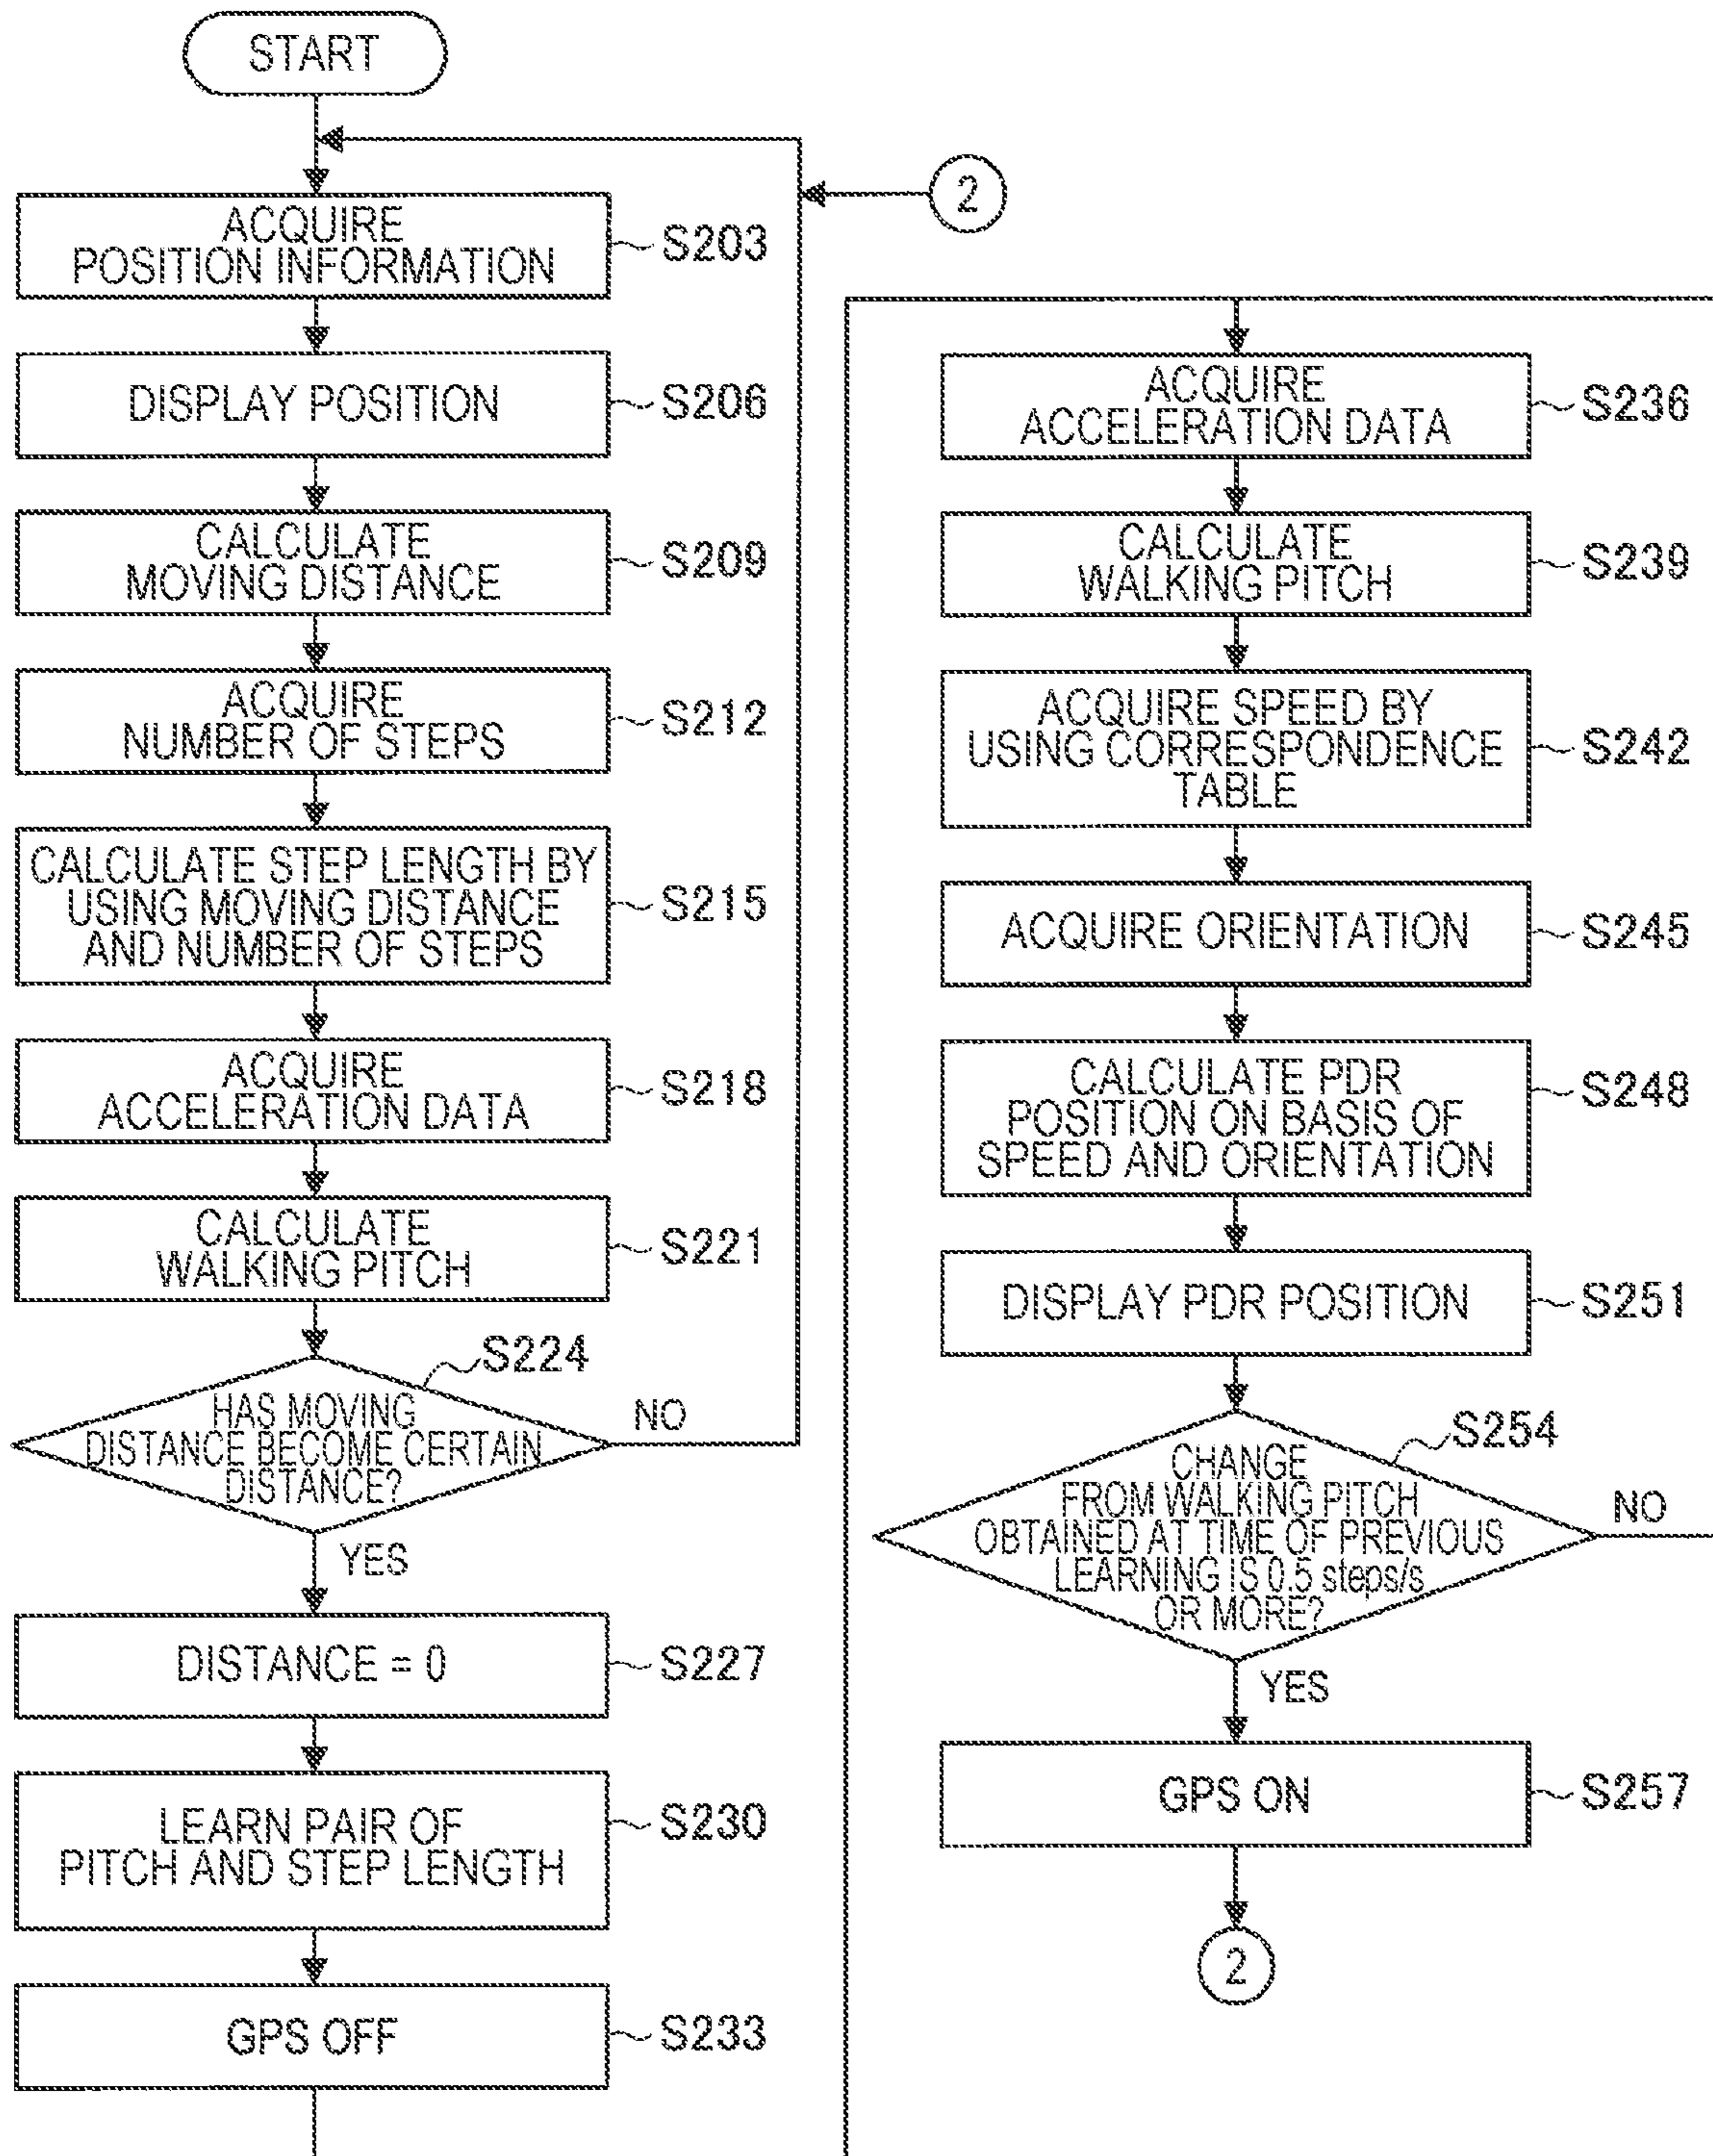 START
ACQUIRE
POSITION INFORMATION
S203
DISPLAY POSITION
S206
CALCULATE
MOVING DISTANCE
S209
ACQUIRE
NUMBER OF STEPS
S212
CALCULATE STEP LENGTH BY
USING MOVING DISTANCE
AND NUMBER OF STEPS
S215
ACQUIRE
ACCELERATION DATA
S218
CALCULATE
WALKING PITCH
S221
S224
HAS MOVING
DISTANCE BECOME CERTAIN
DISTANCE?
NO
YES
DISTANCE = 0
S227
LEARN PAIR OF
PITCH AND STEP LENGTH
S230
GPS OFF
S233
2
ACQUIRE
ACCELERATION DATA
S236
CALCULATE
WALKING PITCH
S239
ACQUIRE SPEED BY
USING CORRESPONDENCE
TABLE
S242
ACQUIRE ORIENTATION
S245
CALCULATE PDR
POSITION ON BASIS OF
SPEED AND ORIENTATION
S248
DISPLAY PDR POSITION
S251
S254
CHANGE
FROM WALKING PITCH
OBTAINED AT TIME OF PREVIOUS
LEARNING IS 0.5 steps/s
OR MORE?
NO
YES
GPS ON
S257
2